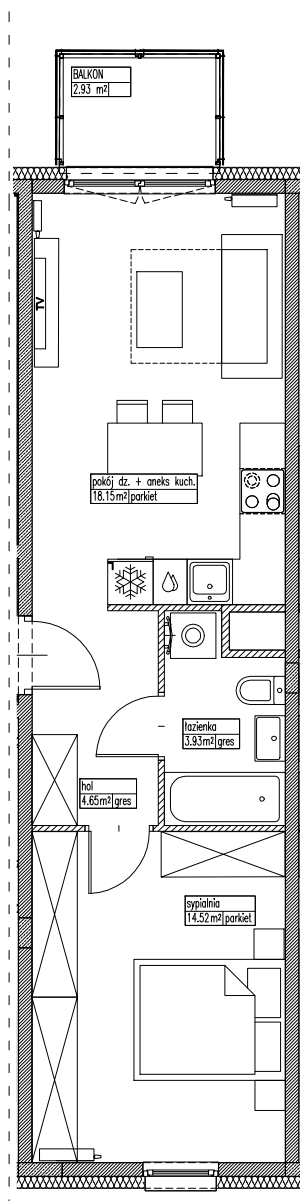 BALKON
2.93 m²
TV
pokój dz. + aneks kuch.
18.15m² parkiet
łazienka
3.93m² gres
hol
4.65m² gres
sypialnia
14.52m² parkiet